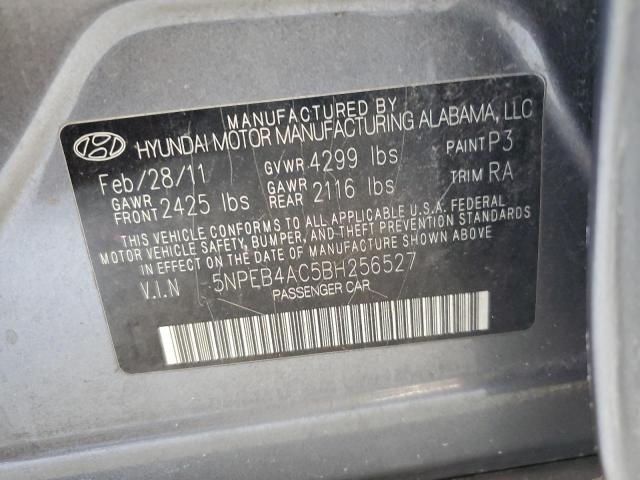 MANUFACTURED BY
HYUNDAI MOTOR MANUFACTURING ALABAMA, LLC
Feb/28/11 GVWR 4299 lbs PAINT P3
GAWR FRONT 2425 lbs GAWR REAR 2116 lbs TRIM RA
THIS VEHICLE CONFORMS TO ALL APPLICABLE U.S.A. FEDERAL
MOTOR VEHICLE SAFETY, BUMPER, AND THEFT PREVENTION STANDARDS
IN EFFECT ON THE DATE OF MANUFACTURE SHOWN ABOVE.
V.I.N 5NPEB4AC5BH256527
PASSENGER CAR